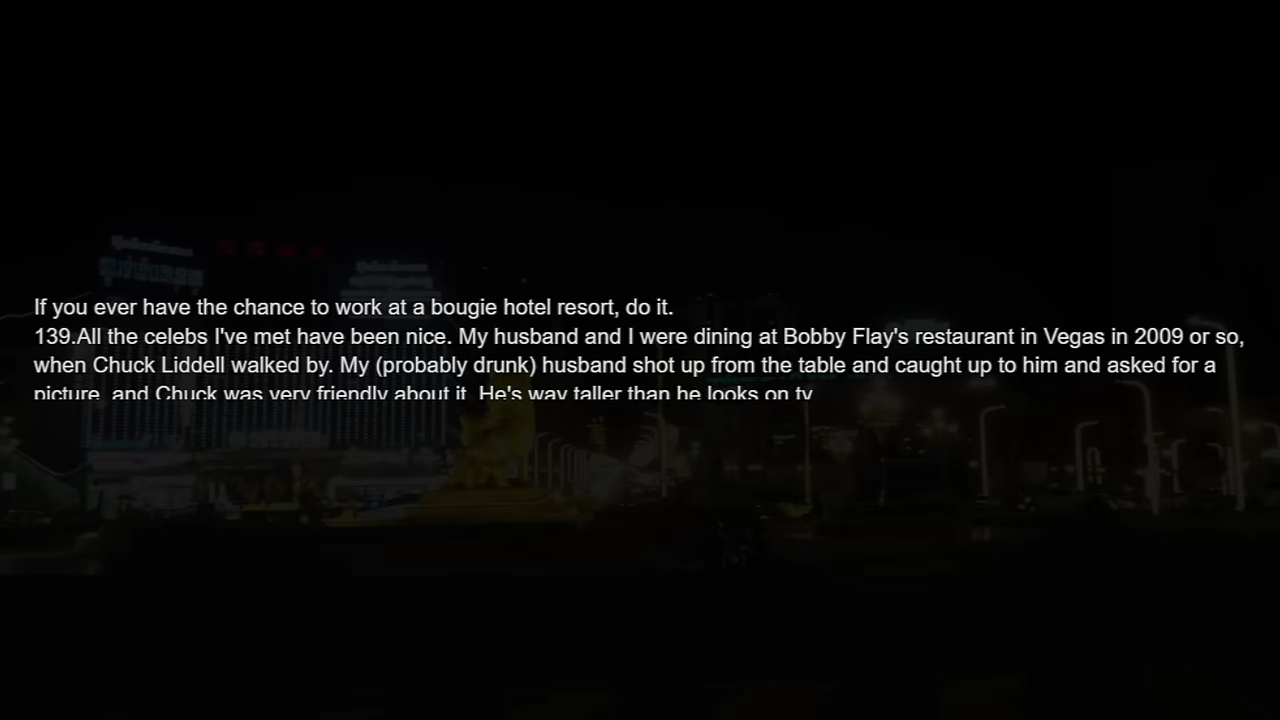 If you ever have the chance to work at a bougie hotel resort, do it.
139.All the celebs I've met have been nice. My husband and I were dining at Bobby Flay's restaurant in Vegas in 2009 or so,
when Chuck Liddell walked by. My (probably drunk) husband shot up from the table and caught up to him and asked for a
picture, and Chuck was very friendly about it. He's way taller than he looks on tv